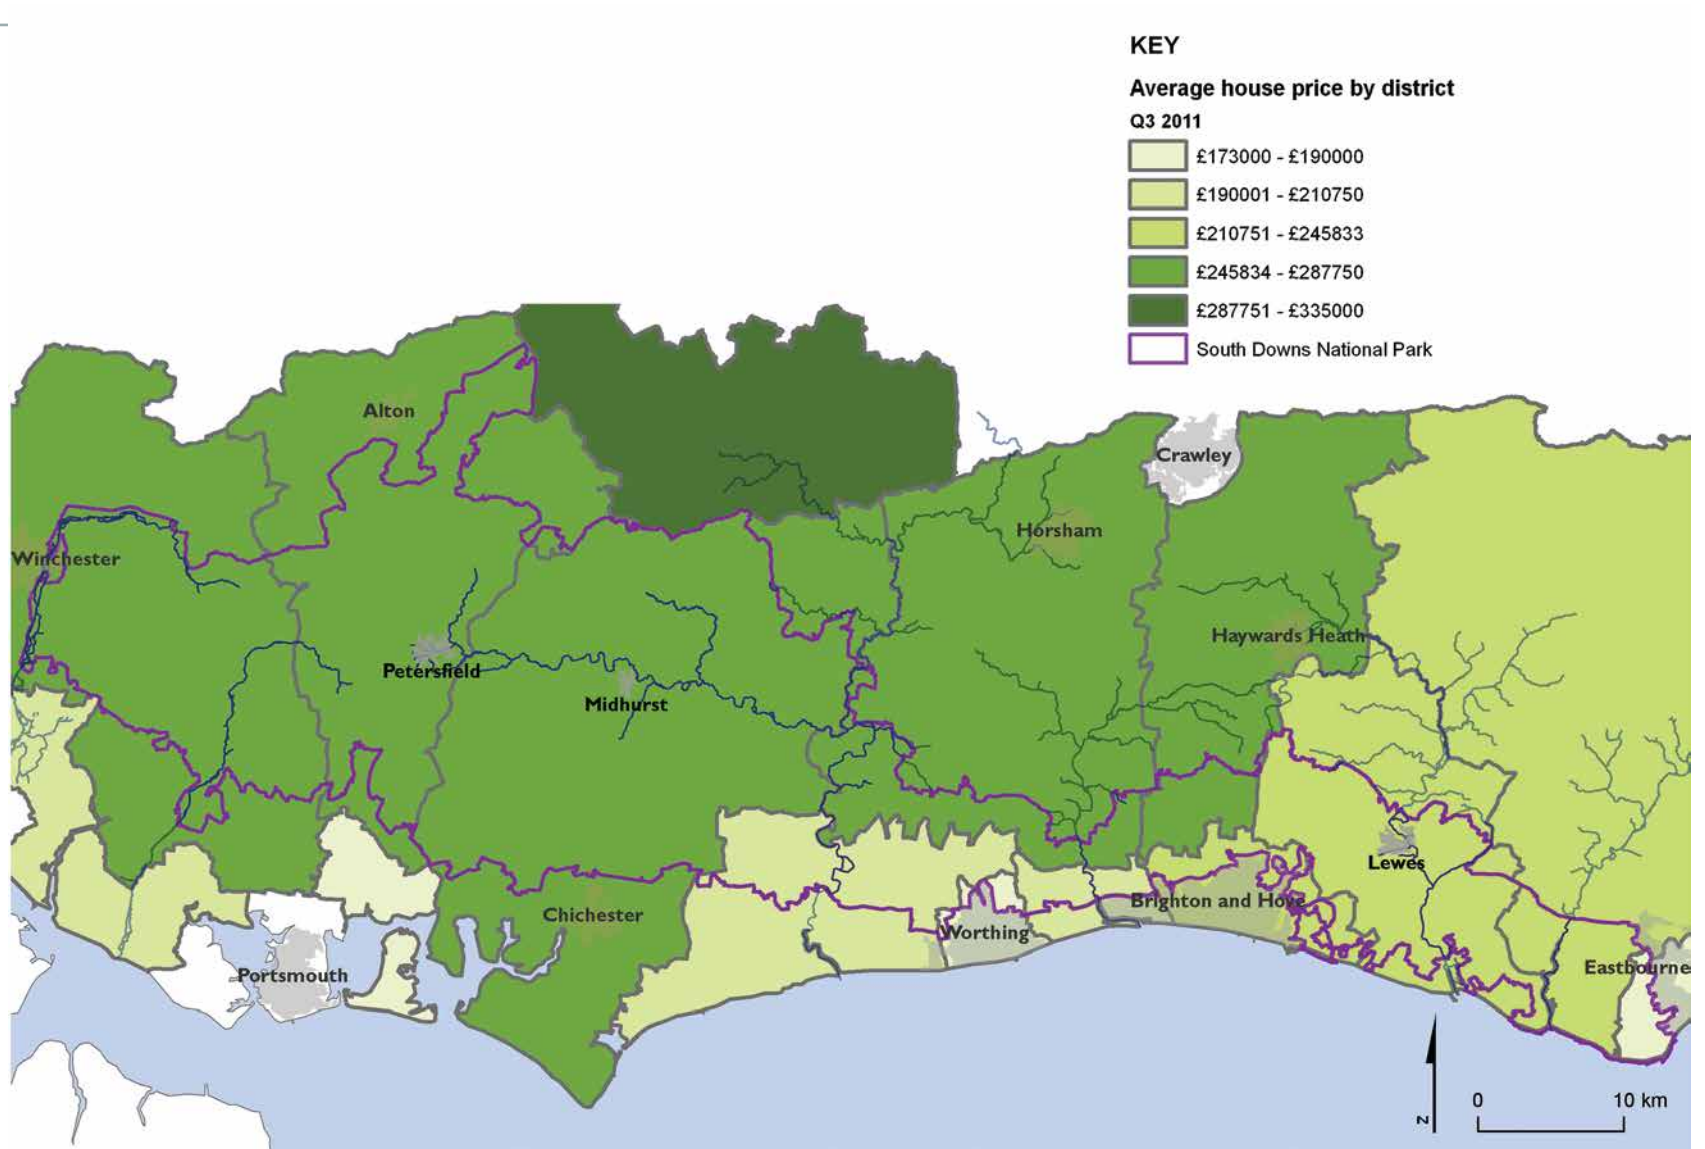 KEY
Average house price by district
Q3 2011
£173000 - £190000
£190001 - £210750
£210751 - £245833
£245834 - £287750
£287751 - £335000
South Downs National Park
Alton
Crawley
Horsham
Winchester
Haywards Heath
Petersfield
Midhurst
Lewes
Brighton and Hove
Chichester
Worthing
Portsmouth
Eastbourne
0 10 km
z